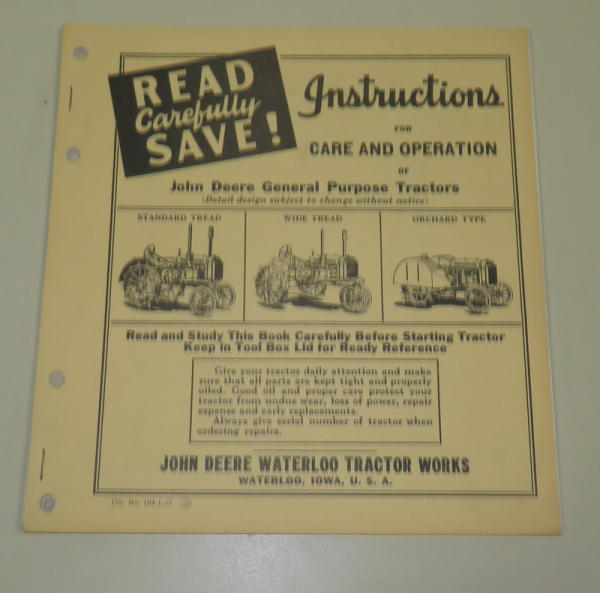 READ
Carefully
SAVE!
Instructions
FOR
CARE AND OPERATION
OF
John Deere General Purpose Tractors
(Detail design subject to change without notice)
STANDARD TREAD
WIDE TREAD
ORCHARD TYPE
Read and Study This Book Carefully Before Starting Tractor
Keep in Tool Box Lid for Ready Reference
Give your tractor daily attention and make
sure that all parts are kept tight and properly
oiled. Good oil and proper care protect your
tractor from undue wear, loss of power, repair
expense and early replacements.
Always give serial number of tractor when
ordering repairs.
JOHN DEERE WATERLOO TRACTOR WORKS
WATERLOO, IOWA, U. S. A.
Dir. No.